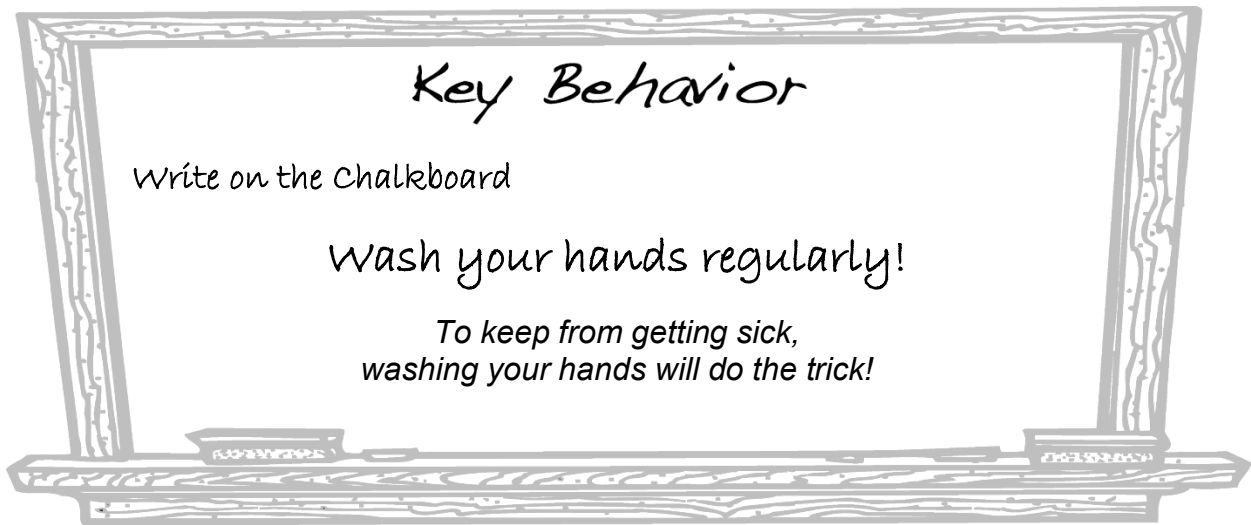 Key Behavior
Write on the Chalkboard
Wash your hands regularly!
To keep from getting sick,
washing your hands will do the trick!